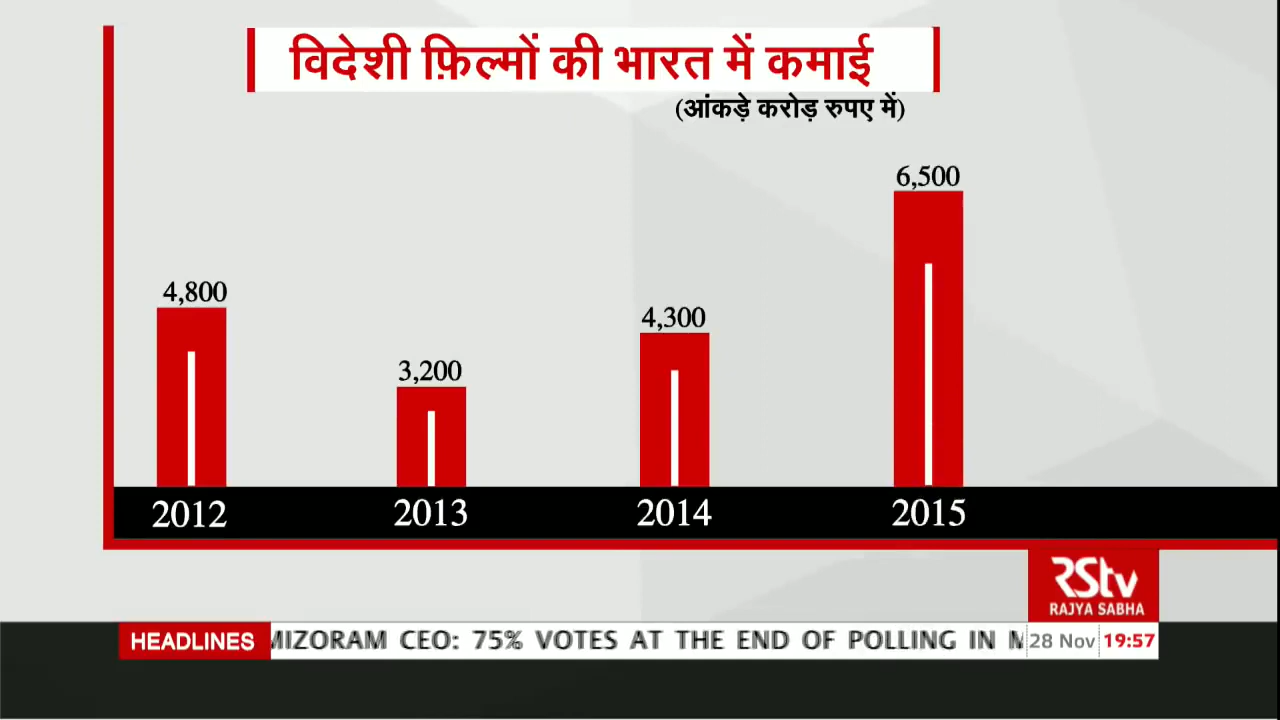 विदेशी फ़िल्मों की भारत में कमाई
(आंकड़े करोड़ रुपए में)
4,800
3,200
4,300
6,500
2012
2013
2014
2015
RStv
RAJYA SABHA
HEADLINES
MIZORAM CEO: 75% VOTES AT THE END OF POLLING IN
28 Nov
19:57